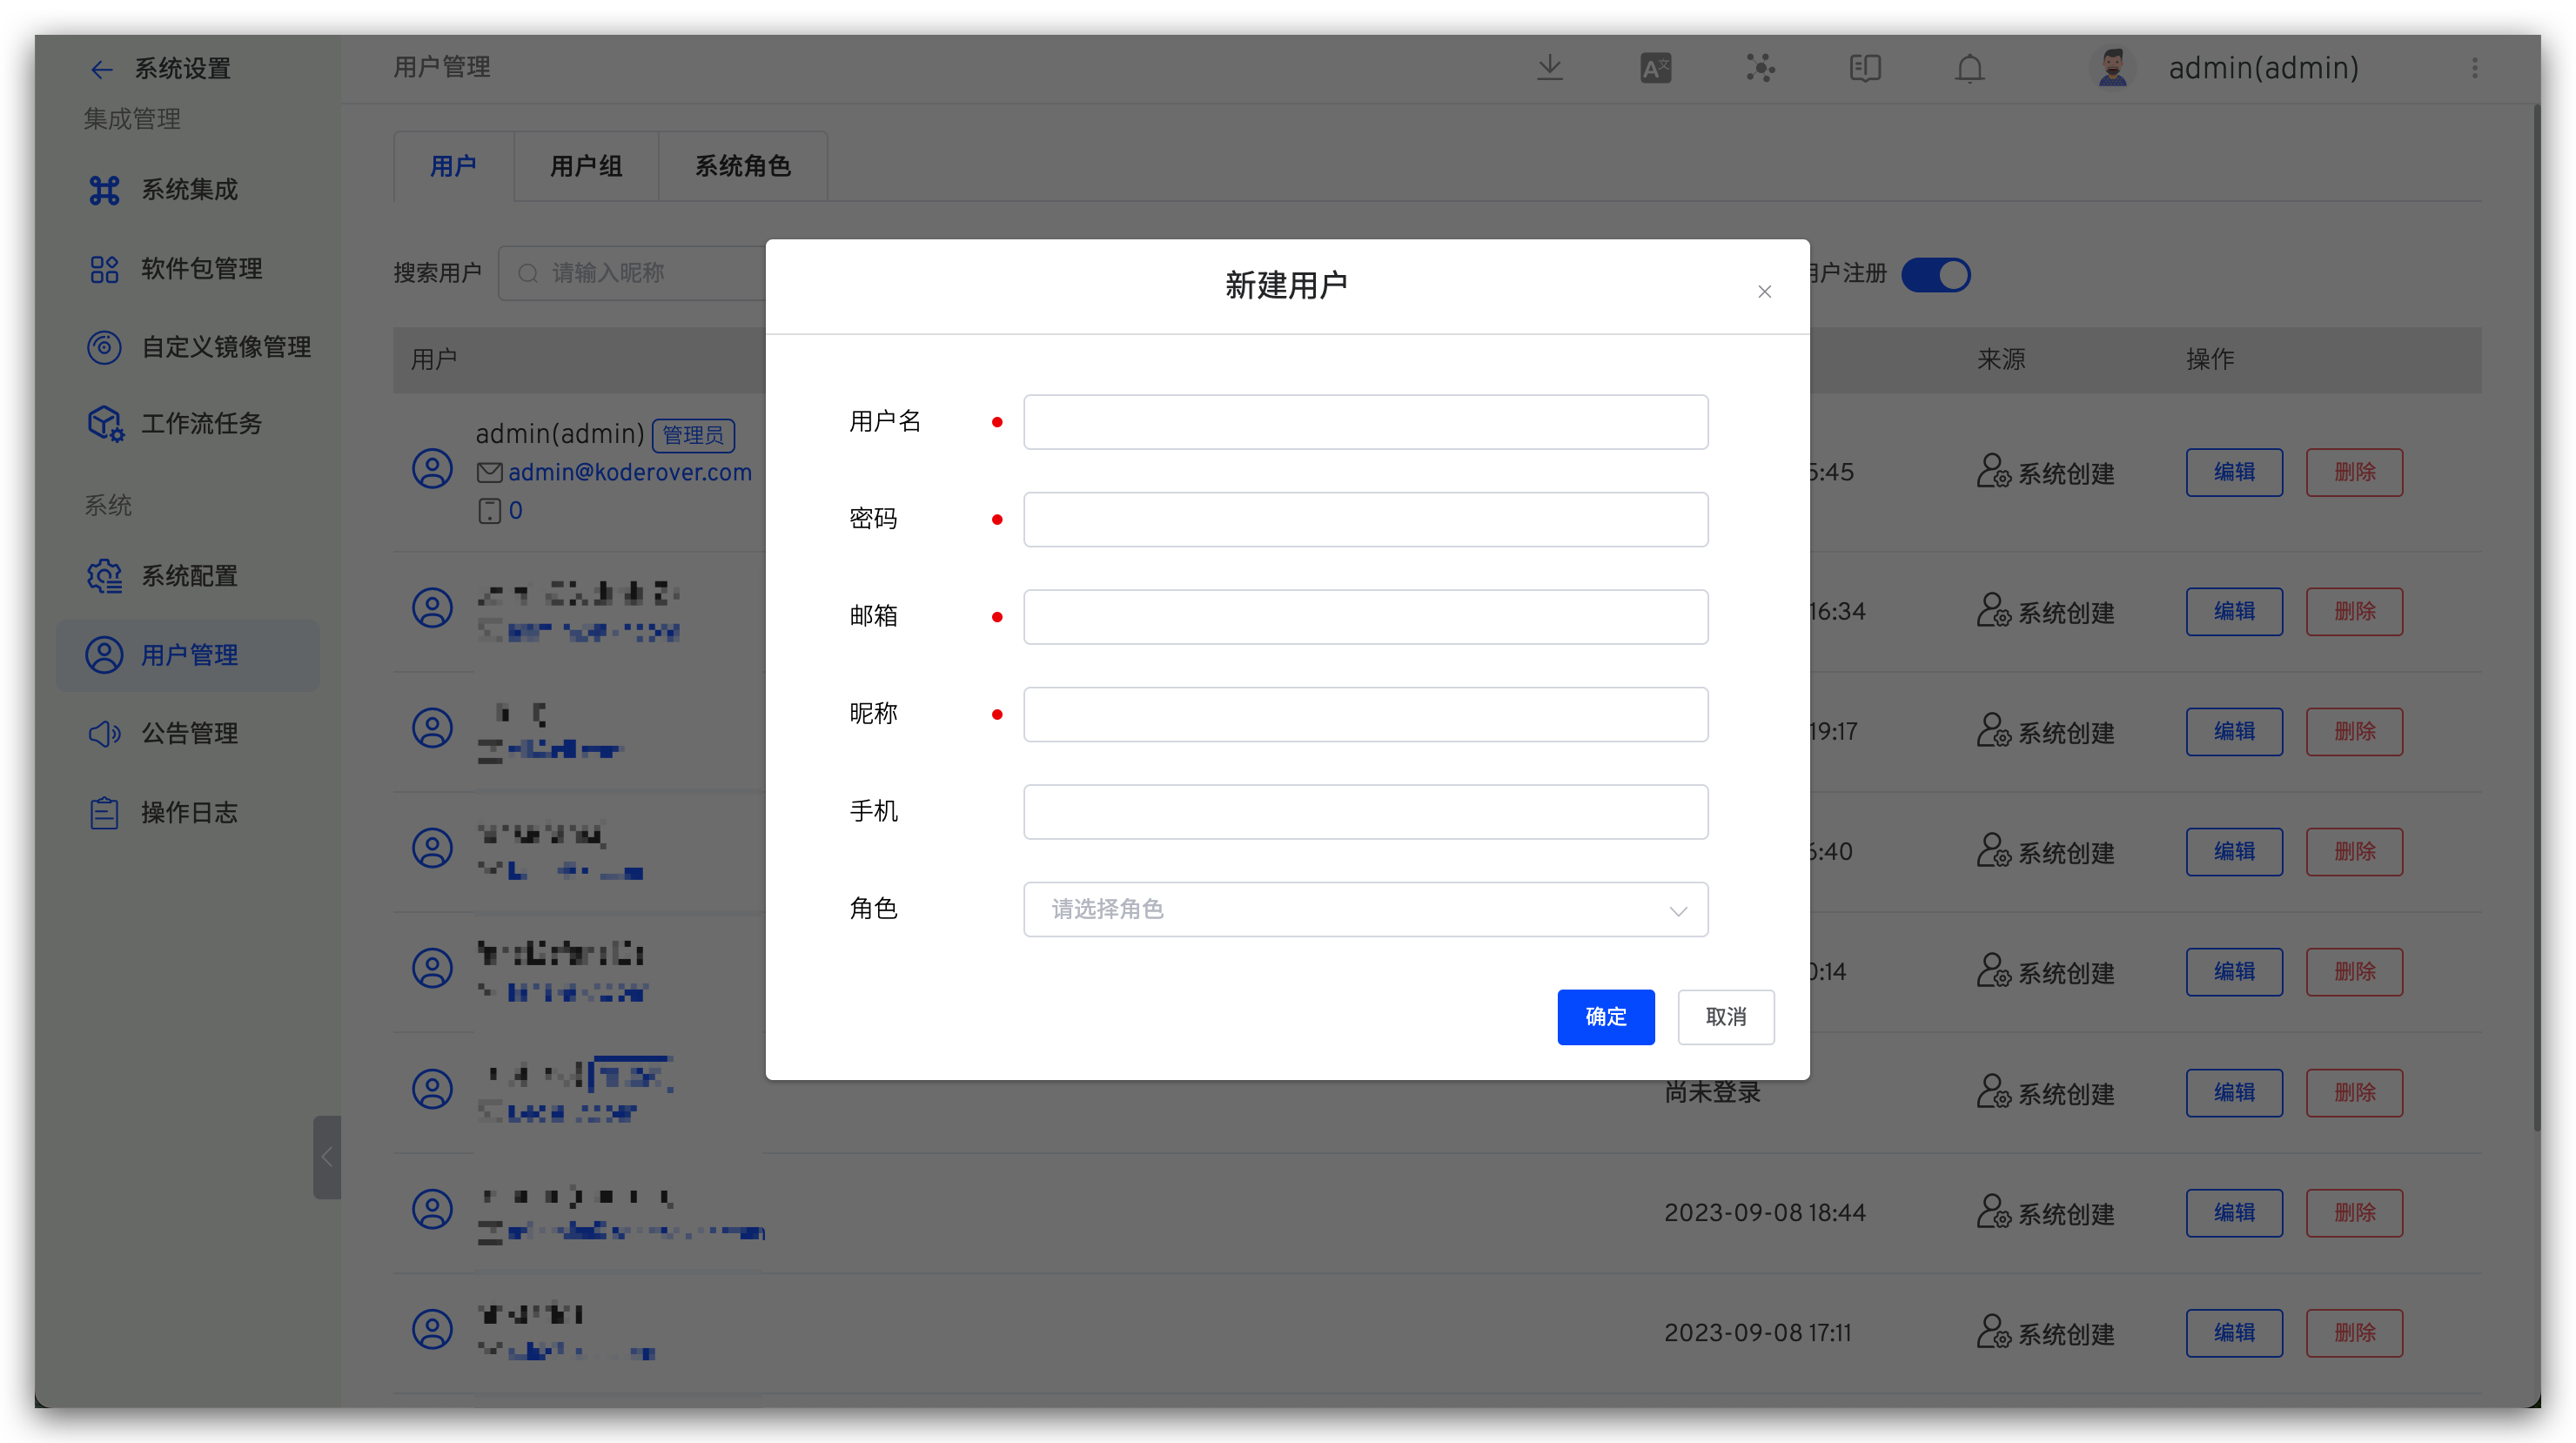 系统设置
集成管理
系统集成
软件包管理
自定义镜像管理
工作流任务
系统
系统配置
用户管理
公告管理
操作日志
用户管理
admin(admin)
用户 用户组 系统角色
搜索用户 请输入昵称
户注册
用户 来源 操作
admin(admin) 管理员
admin@koderover.com
0
5:45 系统创建 编辑 删除
16:34 系统创建 编辑 删除
19:17 系统创建 编辑 删除
:40 系统创建 编辑 删除
0:14 系统创建 编辑 删除
尚未登录 系统创建 编辑 删除
2023-09-08 18:44 系统创建 编辑 删除
2023-09-08 17:11 系统创建 编辑 删除
新建用户
用户名
密码
邮箱
昵称
手机
角色 请选择角色
确定 取消